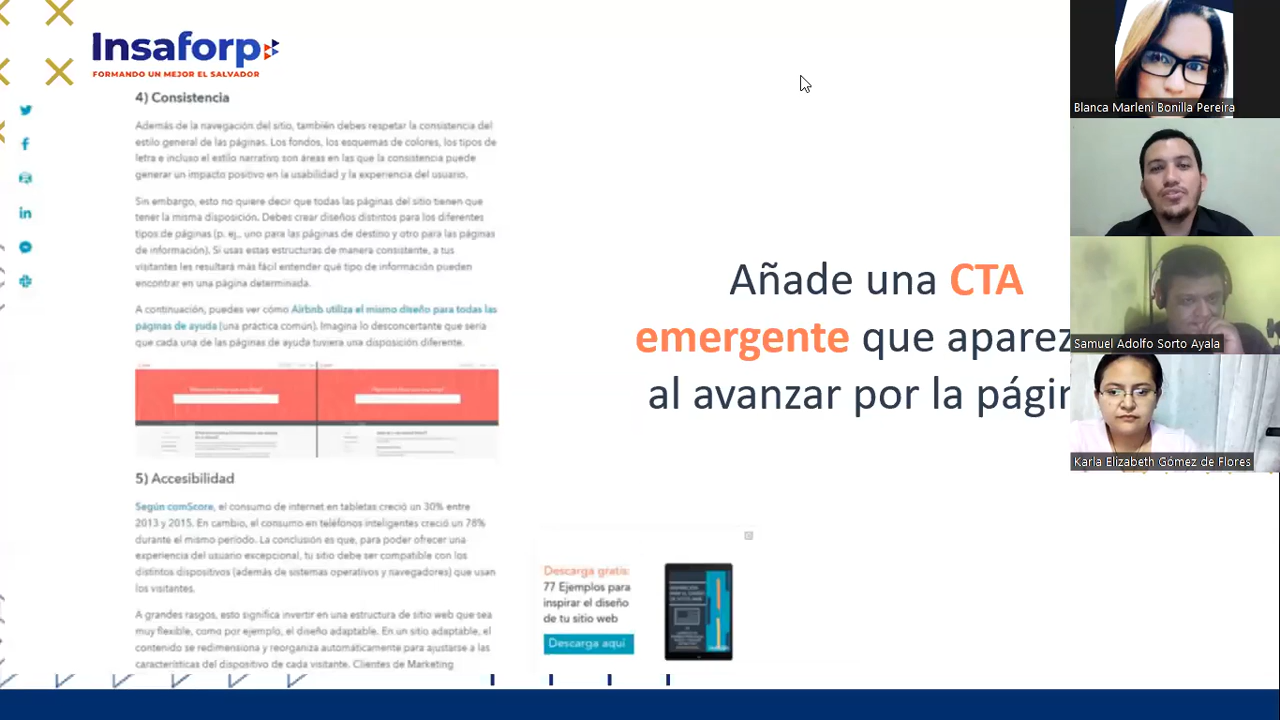 Insaforp
FORMANDO UN MEJOR EL SALVADOR
4) Consistencia
Además de la navegación del sitio, también debes respetar la consistencia del
estilo general de las páginas. Los fondos, los esquemas de colores, los tipos de
letra e incluso el estilo narrativo son áreas en las que la consistencia puede
generar un impacto positivo en la usabilidad y la experiencia del usuario.
Sin embargo, esto no quiere decir que todas las páginas del sitio tienen que
tener la misma disposición. Debes crear diseños distintos para los diferentes
tipos de páginas (p. ej., uno para las páginas de destino y otro para las páginas
de información). Si usas estas estructuras de manera consistente, a tus
visitantes les resultará más fácil entender qué tipo de información pueden
encontrar en una página determinada.
A continuación, puedes ver cómo Airbnb utiliza el mismo diseño para todas las
páginas de ayuda (una práctica común). Imagina lo desconcertante que sería
que cada una de las páginas de ayuda tuviera una disposición diferente.
5) Accesibilidad
Según comScore, el consumo de internet en tabletas creció un 30% entre
2013 y 2015. En cambio, el consumo en teléfonos inteligentes creció un 78%
durante el mismo período. La conclusión es que, para poder ofrecer una
experiencia del usuario excepcional, tu sitio debe ser compatible con los
distintos dispositivos (además de sistemas operativos y navegadores) que usan
los visitantes.
A grandes rasgos, esto significa invertir en una estructura de sitio web que sea
muy flexible, como por ejemplo, el diseño adaptable. En un sitio adaptable, el
contenido se redimensiona y reorganiza automáticamente para ajustarse a las
características del dispositivo de cada visitante. Clientes de Marketing
Añade una CTA
emergente que aparez
al avanzar por la págin
Descarga gratis:
77 Ejemplos para
inspirar el diseño
de tu sitio web
Descarga aquí
Blanca Marleni Bonilla Pereira
Samuel Adolfo Sorto Ayala
Karla Elizabeth Gómez de Flores